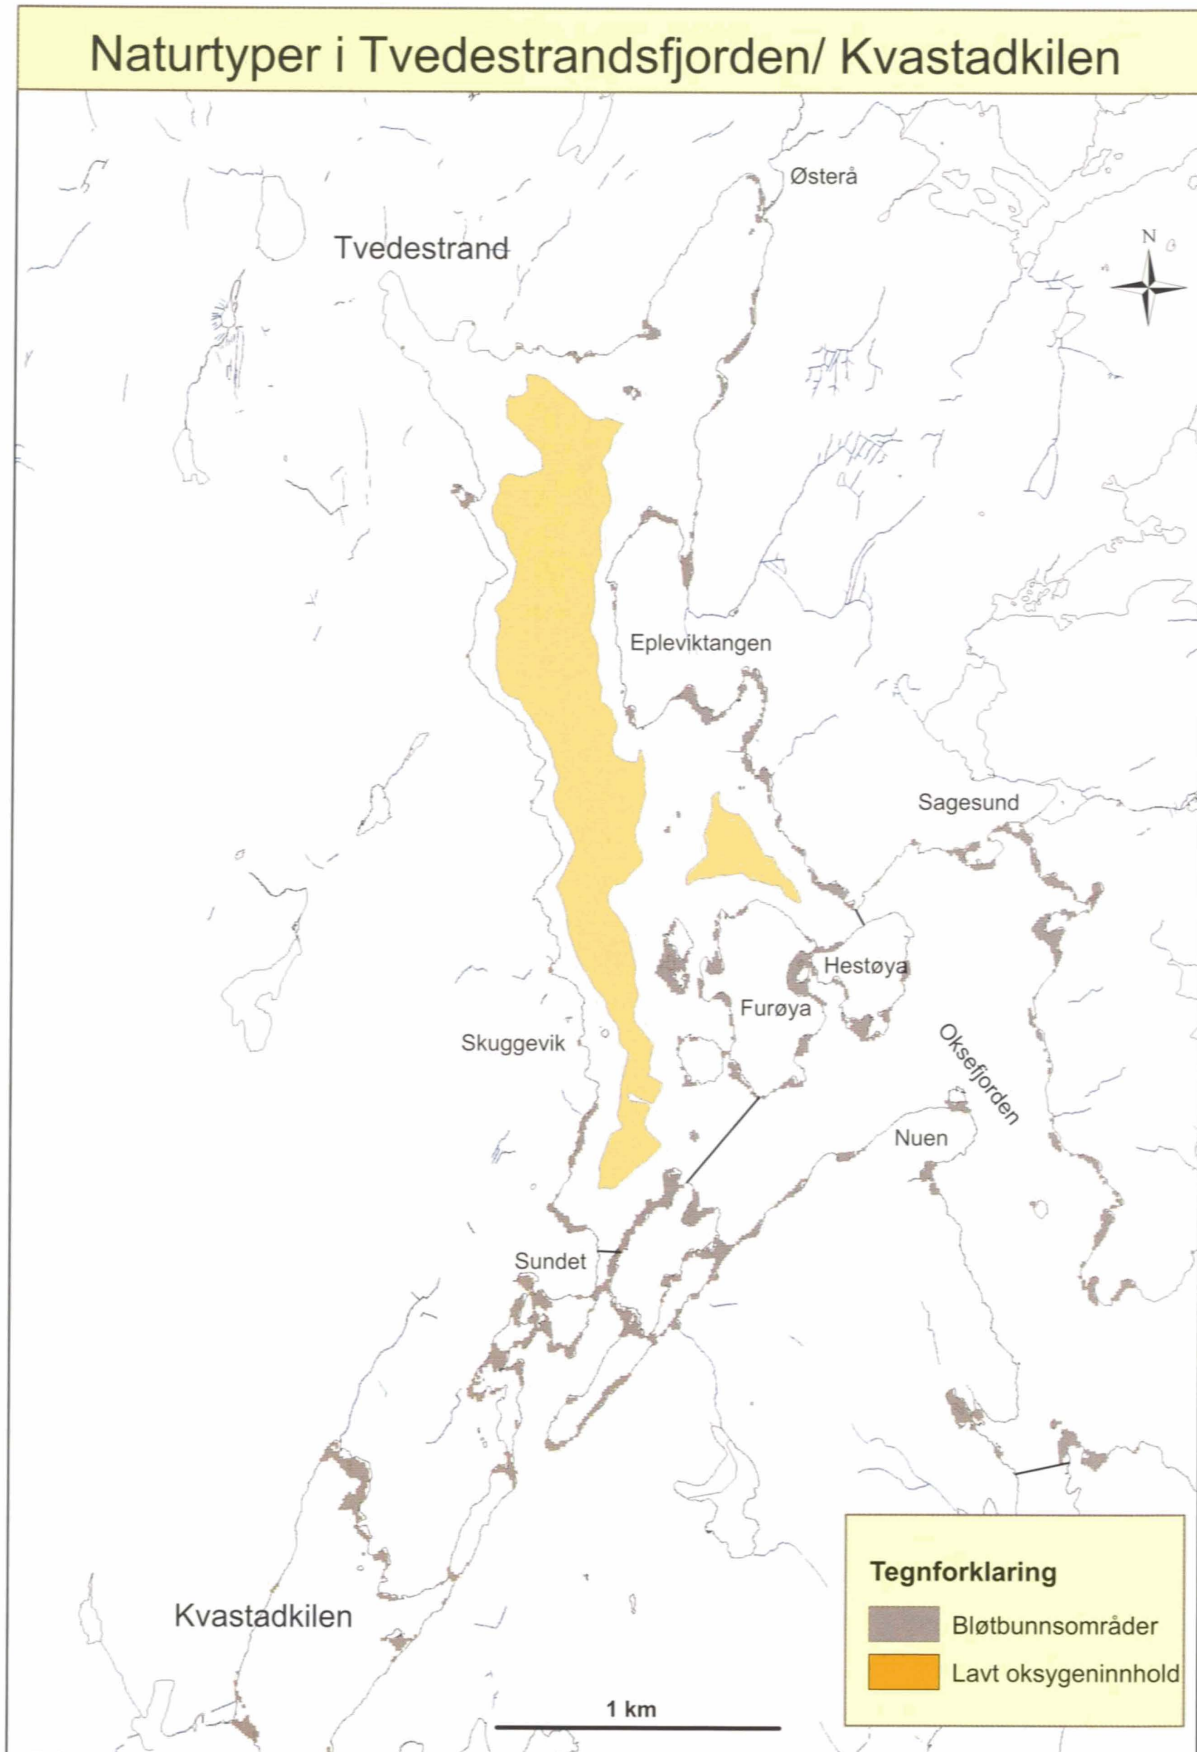 Naturtyper i Tvedestrandsfjorden/ Kvastadkilen
Østerå
Tvedestrand
N
Epleviktangen
Sagesund
Hestøya
Furøya
Skuggevik
Oksefjorden
Nuen
Sundet
Kvastadkilen
Tegnforklaring
Bløtbunnsområder
Lavt oksygeninnhold
1 km